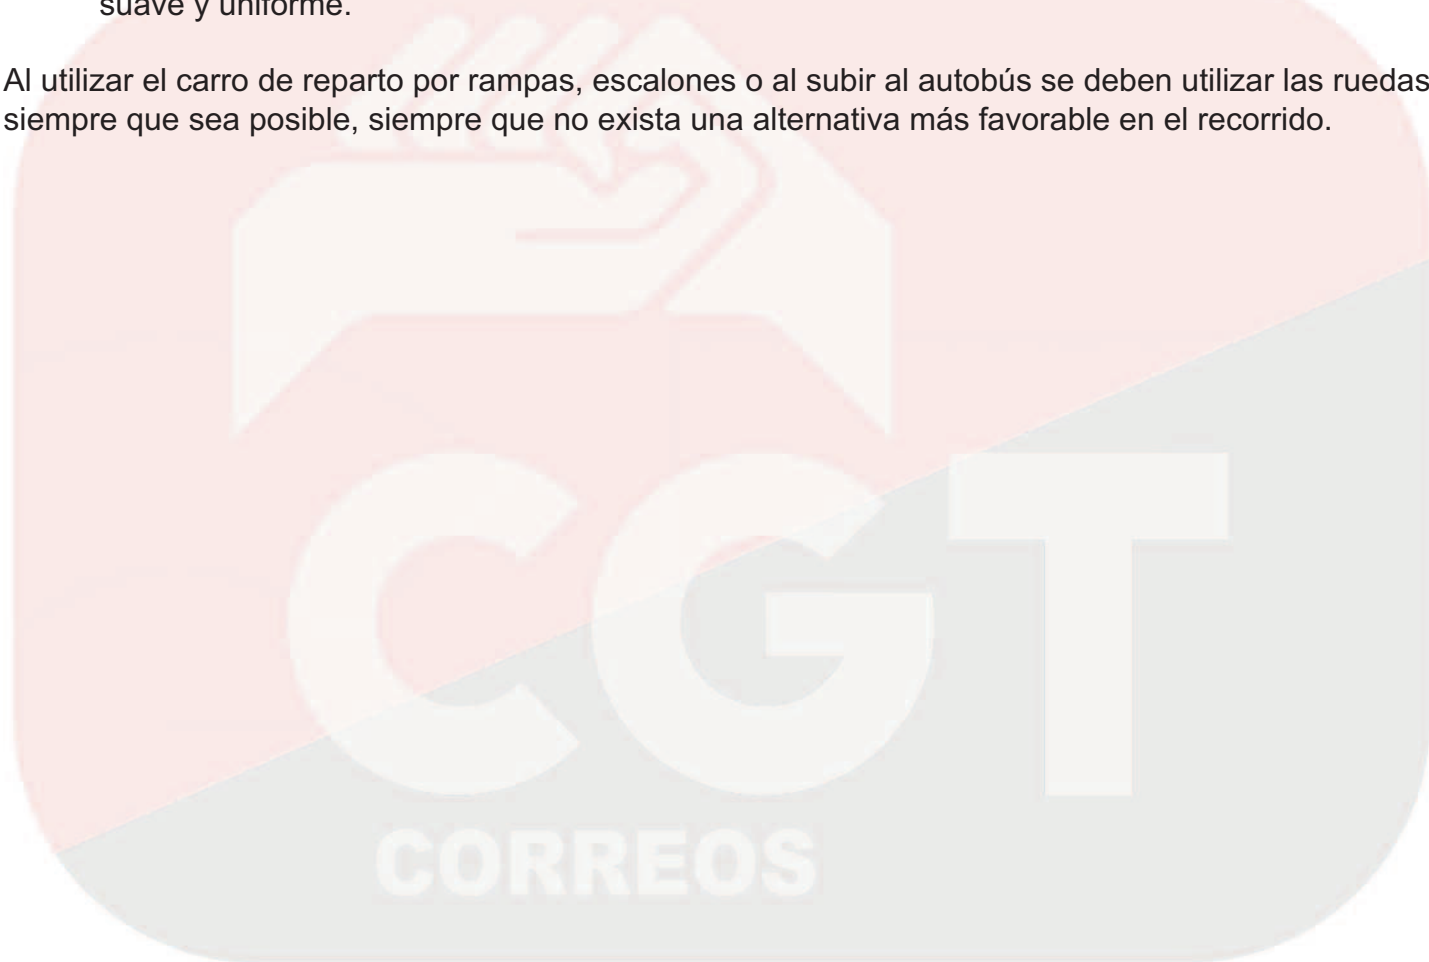 suave y uniforme.
Al utilizar el carro de reparto por rampas, escalones o al subir al autobús se deben utilizar las ruedas
siempre que sea posible, siempre que no exista una alternativa más favorable en el recorrido.
CGT
CORREOS